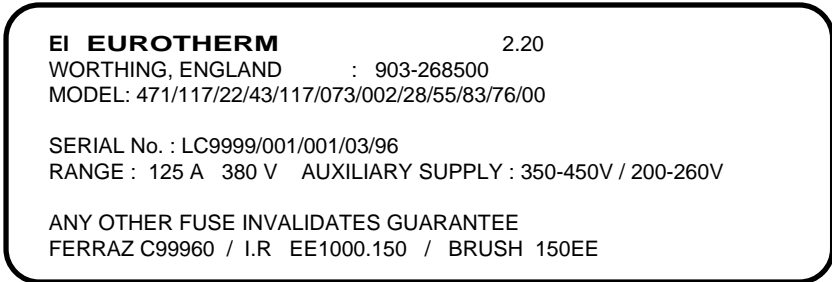 EI EUROTHERM 2.20
WORTHING, ENGLAND : 903-268500
MODEL: 471/117/22/43/117/073/002/28/55/83/76/00
SERIAL No. : LC9999/001/001/03/96
RANGE : 125 A 380 V AUXILIARY SUPPLY : 350-450V / 200-260V
ANY OTHER FUSE INVALIDATES GUARANTEE
FERRAZ C99960 / I.R EE1000.150 / BRUSH 150EE